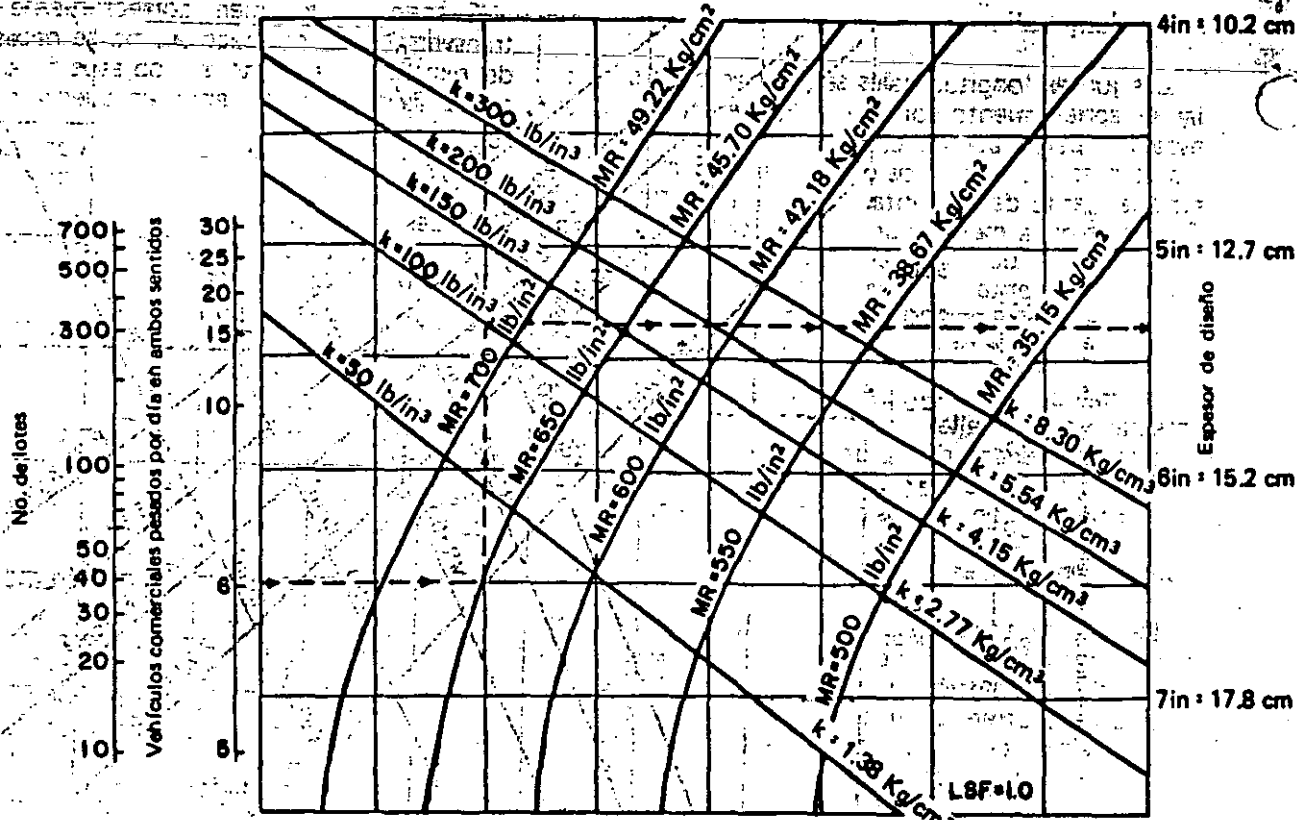 4in = 10.2 cm
5in = 12.7 cm
6in = 15.2 cm
7in = 17.8 cm
Espesor de diseño
No. de lotes
700
500
300
100
50
40
30
20
10
Vehículos comerciales pesados por día en ambos sentidos
30
25
20
15
10
6
5
k=300 lb/in³
k=200 lb/in³
k=150 lb/in³
k=100 lb/in³
k=50 lb/in³
MR = 49.22 Kg/cm²
MR = 45.70 Kg/cm²
MR = 42.18 Kg/cm²
MR = 38.67 Kg/cm²
MR = 35.15 Kg/cm²
MR=700 lb/in²
MR=650 lb/in²
MR=600 lb/in²
MR=550 lb/in²
MR=500 lb/in²
k = 8.30 Kg/cm³
k = 5.54 Kg/cm³
k = 4.15 Kg/cm³
k = 2.77 Kg/cm³
k = 1.38 Kg/cm³
LSF=1.0